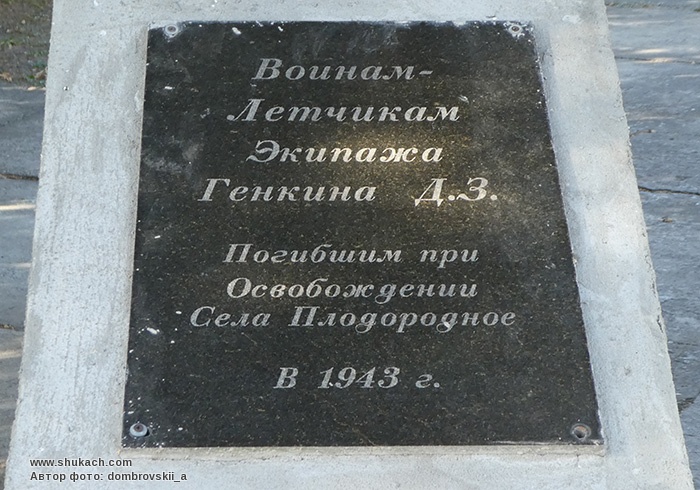 Воинам-
Летчикам
Экипажа
Генкина Д.З.
Погибшим при
Освобождении
Села Плодородное
В 1943 г.
www.shukach.com
Автор фото: dombrovskii_a